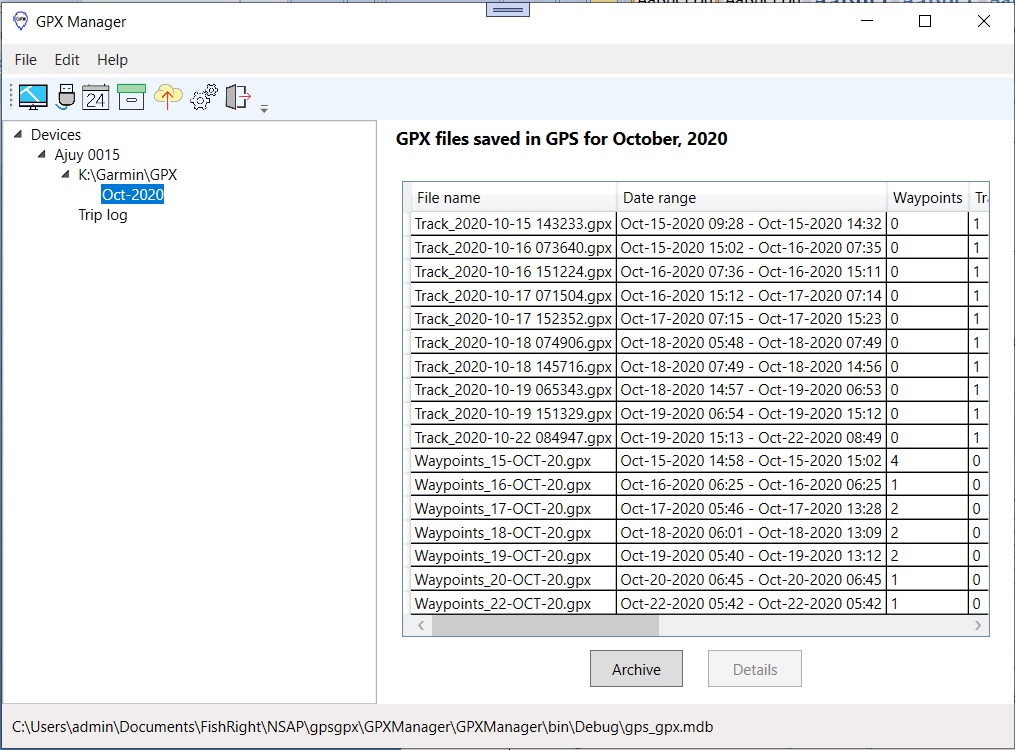 GPX Manager
File Edit Help
24
Devices
Ajuy 0015
K:\Garmin\GPX
Oct-2020
Trip log
GPX files saved in GPS for October, 2020
File name Date range Waypoints
Track_2020-10-15 143233.gpx Oct-15-2020 09:28 - Oct-15-2020 14:32 0 1
Track_2020-10-16 073640.gpx Oct-15-2020 15:02 - Oct-16-2020 07:35 0 1
Track_2020-10-16 151224.gpx Oct-16-2020 07:36 - Oct-16-2020 15:11 0 1
Track_2020-10-17 071504.gpx Oct-16-2020 15:12 - Oct-17-2020 07:14 0 1
Track_2020-10-17 152352.gpx Oct-17-2020 07:15 - Oct-17-2020 15:23 0 1
Track_2020-10-18 074906.gpx Oct-18-2020 05:48 - Oct-18-2020 07:49 0 1
Track_2020-10-18 145716.gpx Oct-18-2020 07:49 - Oct-18-2020 14:56 0 1
Track_2020-10-19 065343.gpx Oct-18-2020 14:57 - Oct-19-2020 06:53 0 1
Track_2020-10-19 151329.gpx Oct-19-2020 06:54 - Oct-19-2020 15:12 0 1
Track_2020-10-22 084947.gpx Oct-19-2020 15:13 - Oct-22-2020 08:49 0 1
Waypoints_15-OCT-20.gpx Oct-15-2020 14:58 - Oct-15-2020 15:02 4 0
Waypoints_16-OCT-20.gpx Oct-16-2020 06:25 - Oct-16-2020 06:25 1 0
Waypoints_17-OCT-20.gpx Oct-17-2020 05:46 - Oct-17-2020 13:28 2 0
Waypoints_18-OCT-20.gpx Oct-18-2020 06:01 - Oct-18-2020 13:09 2 0
Waypoints_19-OCT-20.gpx Oct-19-2020 05:40 - Oct-19-2020 13:12 2 0
Waypoints_20-OCT-20.gpx Oct-20-2020 06:45 - Oct-20-2020 06:45 1 0
Waypoints_22-OCT-20.gpx Oct-22-2020 05:42 - Oct-22-2020 05:42 1 0
Archive Details
C:\Users\admin\Documents\FishRight\NSAP\gpsgpx\GPXManager\GPXManager\bin\Debug\gps_gpx.mdb